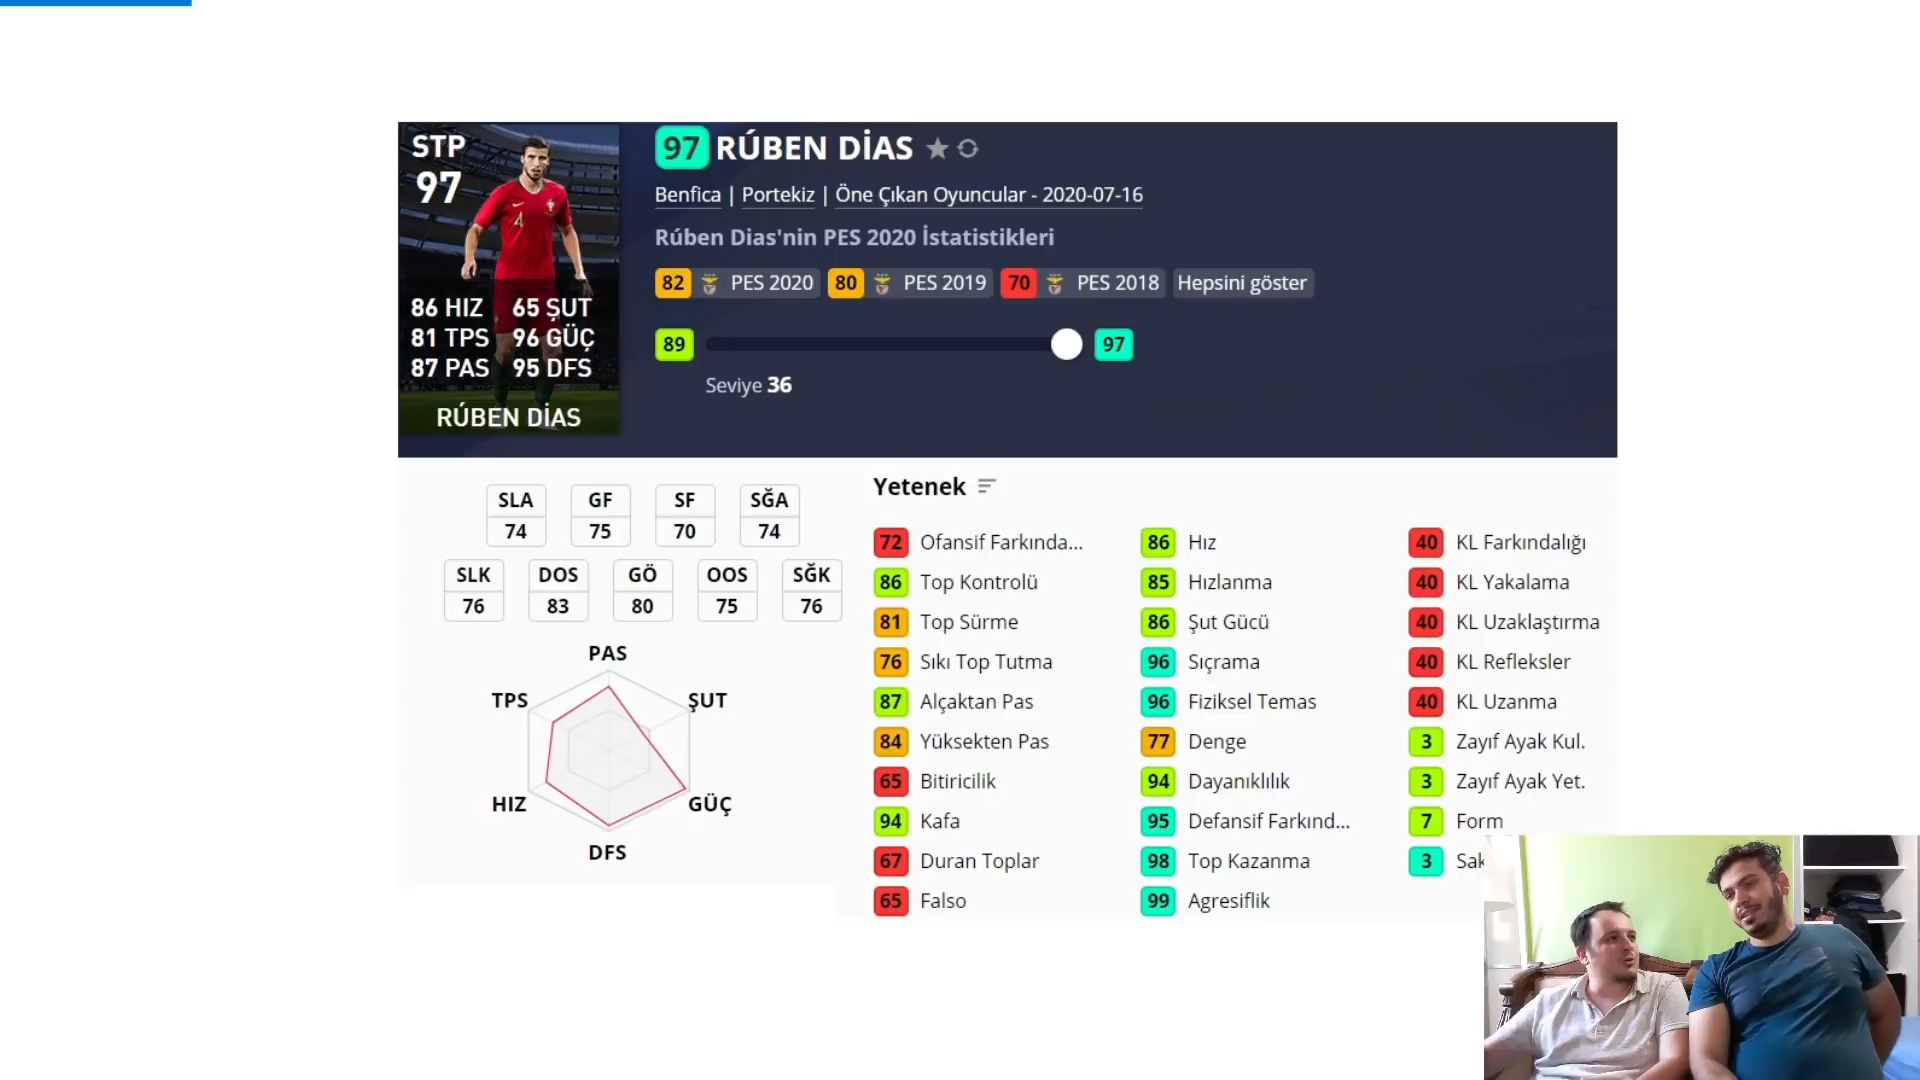 STP
97
86 HIZ 65 ŞUT
81 TPS 96 GÜÇ
87 PAS 95 DFS
RÚBEN DİAS
97 RÚBEN DİAS
Benfica | Portekiz | Öne Çıkan Oyuncular - 2020-07-16
Rúben Dias'nin PES 2020 İstatistikleri
82 PES 2020 80 PES 2019 70 PES 2018 Hepsini göster
89 97
Seviye 36
SLA GF SF SĞA
74 75 70 74
SLK DOS GÖ OOS SĞK
76 83 80 75 76
PAS
TPS ŞUT
HIZ GÜÇ
DFS
Yetenek
72 Ofansif Farkında...
86 Top Kontrolü
81 Top Sürme
76 Sıkı Top Tutma
87 Alçaktan Pas
84 Yüksekten Pas
65 Bitiricilik
94 Kafa
67 Duran Toplar
65 Falso
86 Hız
85 Hızlanma
86 Şut Gücü
96 Sıçrama
96 Fiziksel Temas
77 Denge
94 Dayanıklılık
95 Defansif Farkınd...
98 Top Kazanma
99 Agresiflik
40 KL Farkındalığı
40 KL Yakalama
40 KL Uzaklaştırma
40 KL Refleksler
40 KL Uzanma
3 Zayıf Ayak Kul.
3 Zayıf Ayak Yet.
7 Form
3 Sak